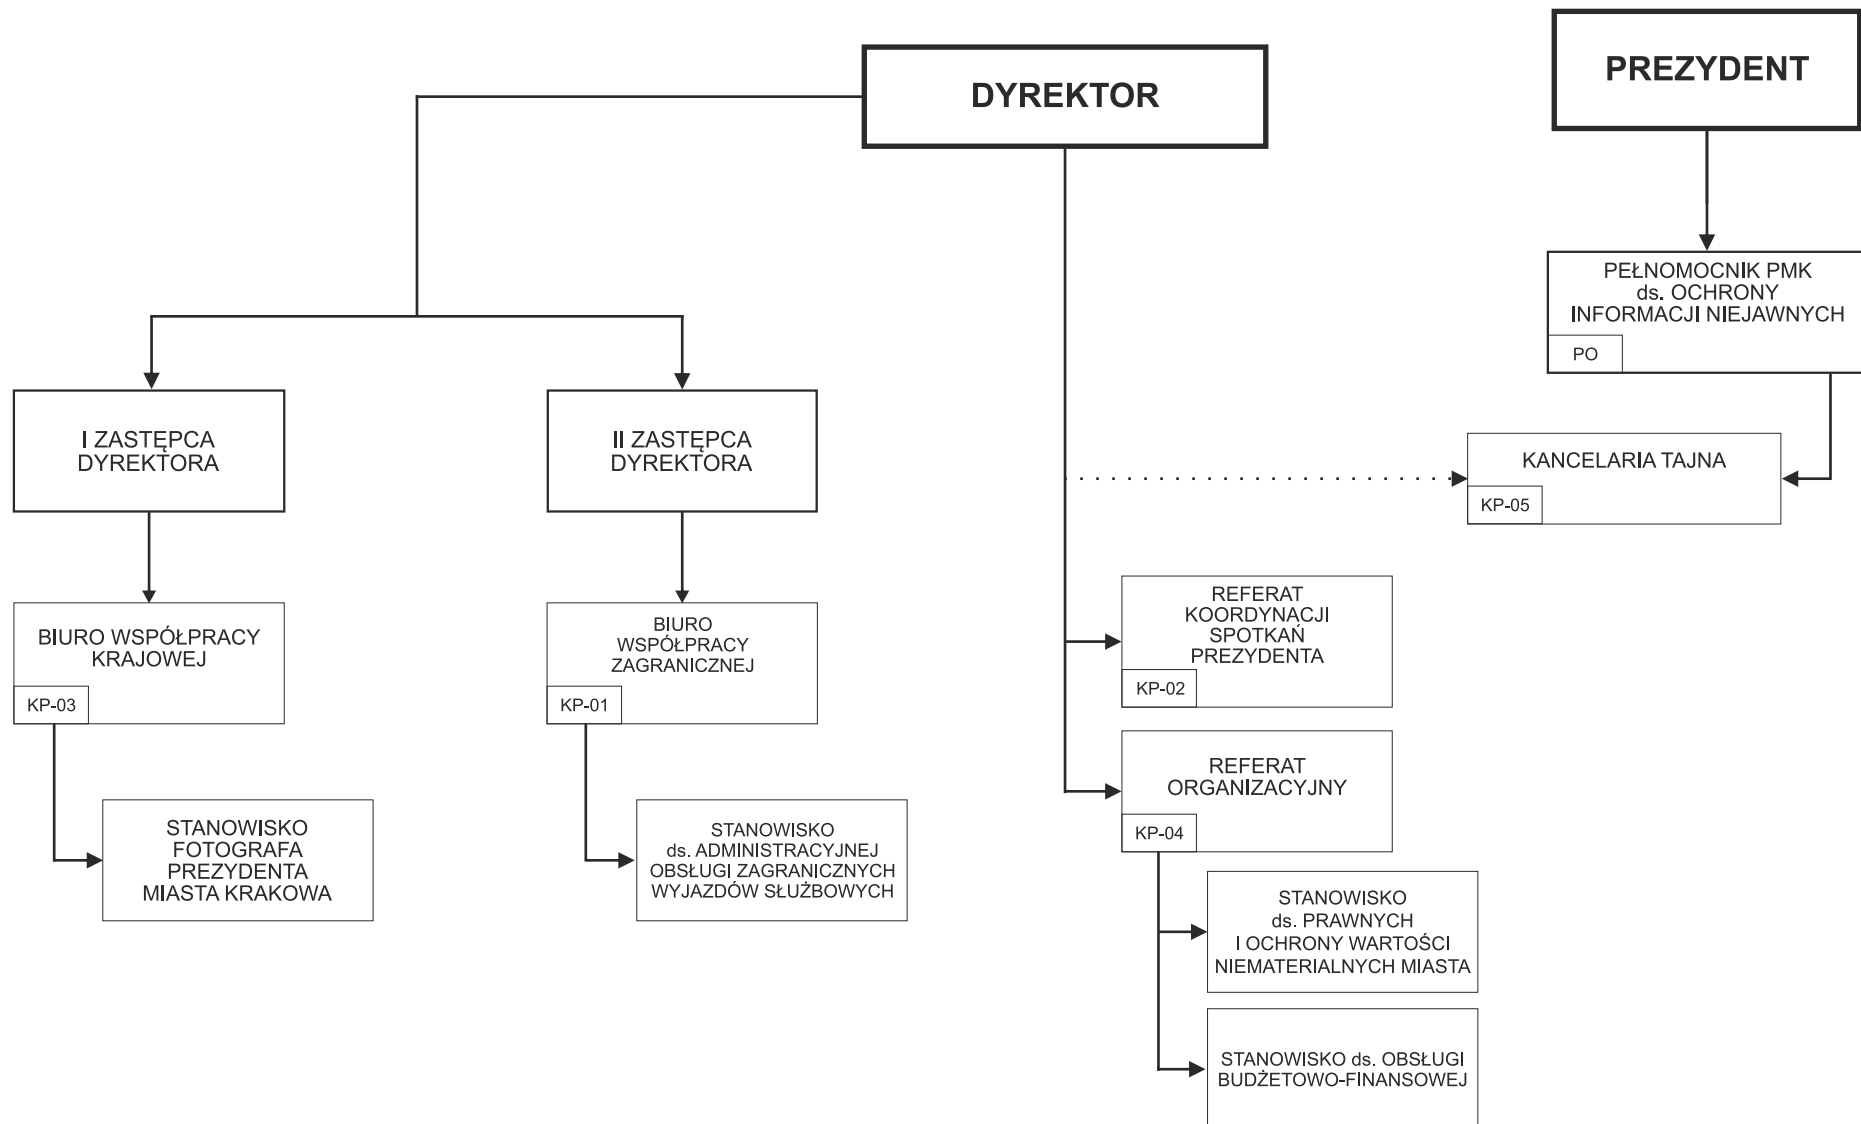 DYREKTOR
PREZYDENT
PEŁNOMOCNIK PMK
ds. OCHRONY
INFORMACJI NIEJAWNYCH
PO
I ZASTĘPCA
DYREKTORA
II ZASTĘPCA
DYREKTORA
KANCELARIA TAJNA
KP-05
BIURO WSPÓŁPRACY
KRAJOWEJ
KP-03
BIURO
WSPÓŁPRACY
ZAGRANICZNEJ
KP-01
REFERAT
KOORDYNACJI
SPOTKAŃ
PREZYDENTA
KP-02
REFERAT
ORGANIZACYJNY
KP-04
STANOWISKO
FOTOGRAFA
PREZYDENTA
MIASTA KRAKOWA
STANOWISKO
ds. ADMINISTRACYJNEJ
OBSŁUGI ZAGRANICZNYCH
WYJAZDÓW SŁUŻBOWYCH
STANOWISKO
ds. PRAWNYCH
I OCHRONY WARTOŚCI
NIEMATERIALNYCH MIASTA
STANOWISKO ds. OBSŁUGI
BUDŻETOWO-FINANSOWEJ